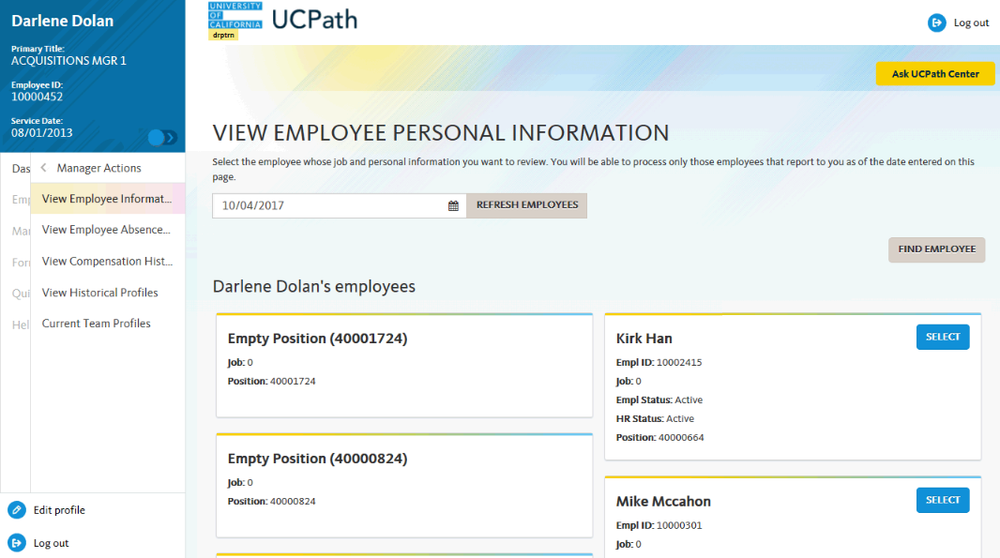 Darlene Dolan
Primary Title:
ACQUISITIONS MGR 1
Employee ID:
10000452
Service Date:
08/01/2013
Das
Emp
Mar
For
Qui
Hel
Manager Actions
View Employee Informat...
View Employee Absence...
View Compensation Hist...
View Historical Profiles
Current Team Profiles
Edit profile
Log out
UNIVERSITY
OF
CALIFORNIA
drptrn
UCPath
Log out
Ask UCPath Center
VIEW EMPLOYEE PERSONAL INFORMATION
Select the employee whose job and personal information you want to review. You will be able to process only those employees that report to you as of the date entered on this
page.
10/04/2017
REFRESH EMPLOYEES
FIND EMPLOYEE
Darlene Dolan's employees
Empty Position (40001724)
Job: 0
Position: 40001724
Empty Position (40000824)
Job: 0
Position: 40000824
Kirk Han
SELECT
Empl ID: 10002415
Job: 0
Empl Status: Active
HR Status: Active
Position: 40000664
Mike Mccahon
SELECT
Empl ID: 10000301
Job: 0